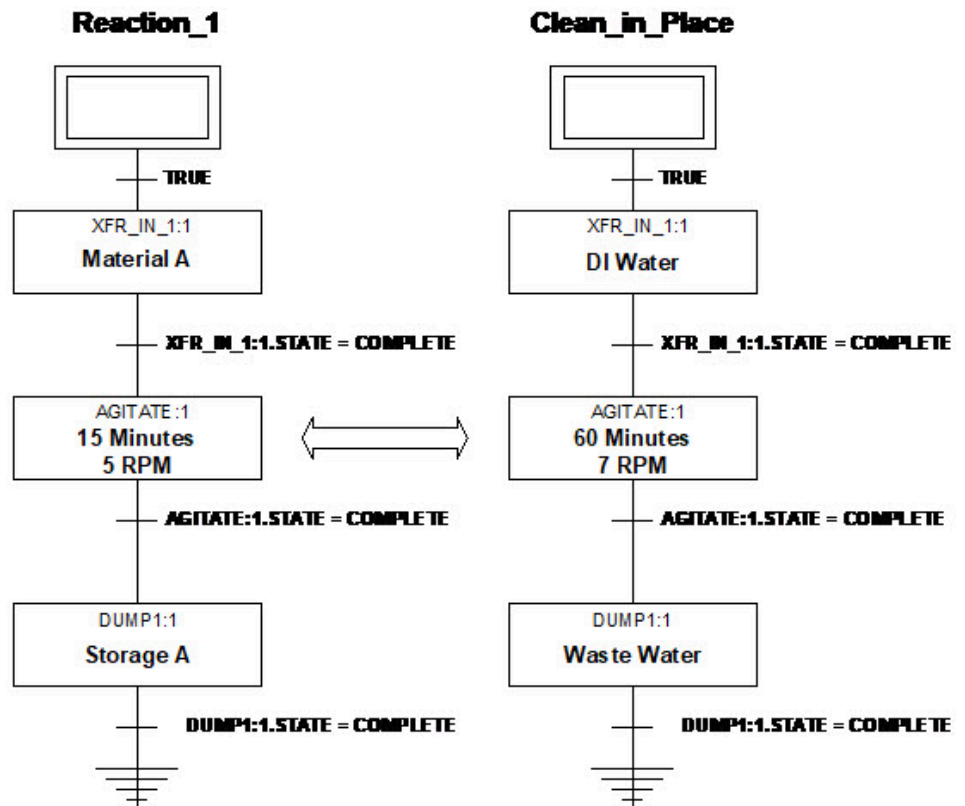 Reaction_1
TRUE
XFR_IN_1:1
Material A
XFR_IN_1:1.STATE = COMPLETE
AGITATE:1
15 Minutes
5 RPM
AGITATE:1.STATE = COMPLETE
DUMP1:1
Storage A
DUMP1:1.STATE = COMPLETE
Clean_in_Place
TRUE
XFR_IN_1:1
DI Water
XFR_IN_1:1.STATE = COMPLETE
AGITATE:1
60 Minutes
7 RPM
AGITATE:1.STATE = COMPLETE
DUMP1:1
Waste Water
DUMP1:1.STATE = COMPLETE